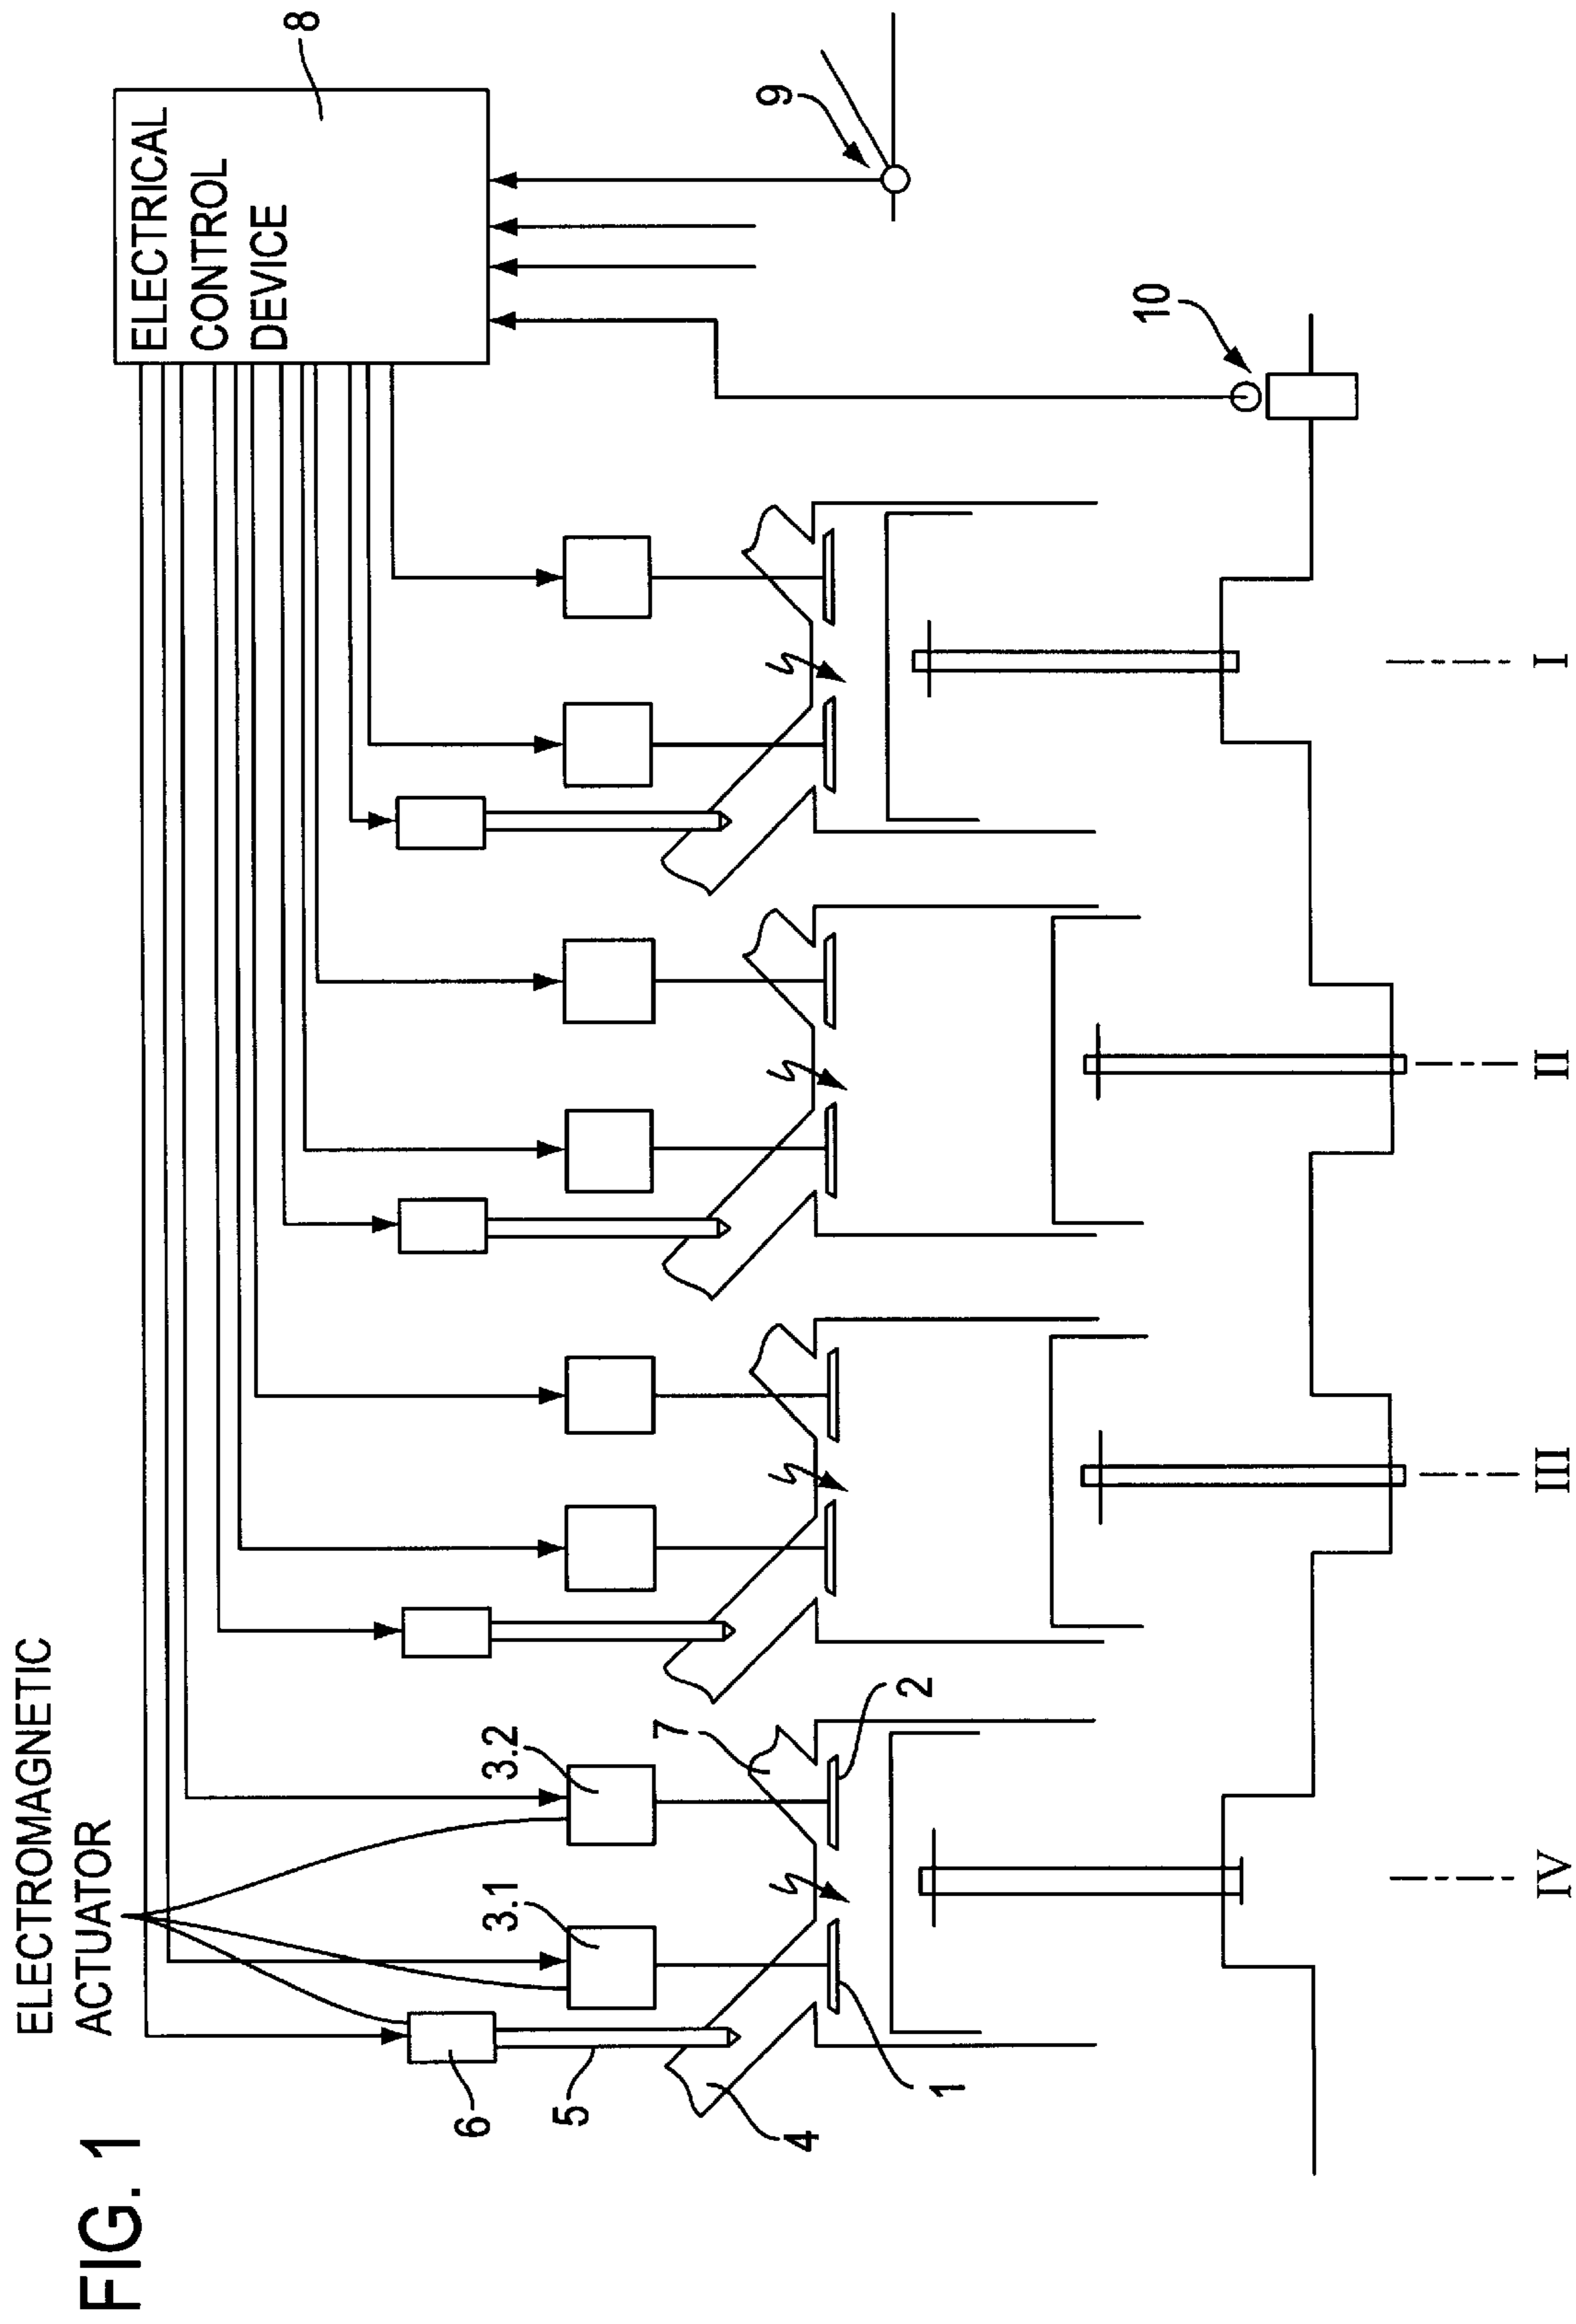 FIG. 1
ELECTROMAGNETIC
ACTUATOR
ELECTRICAL
CONTROL
DEVICE
8
6
5
3.1
3.2
4
7
1
2
9
10
IV
III
II
I